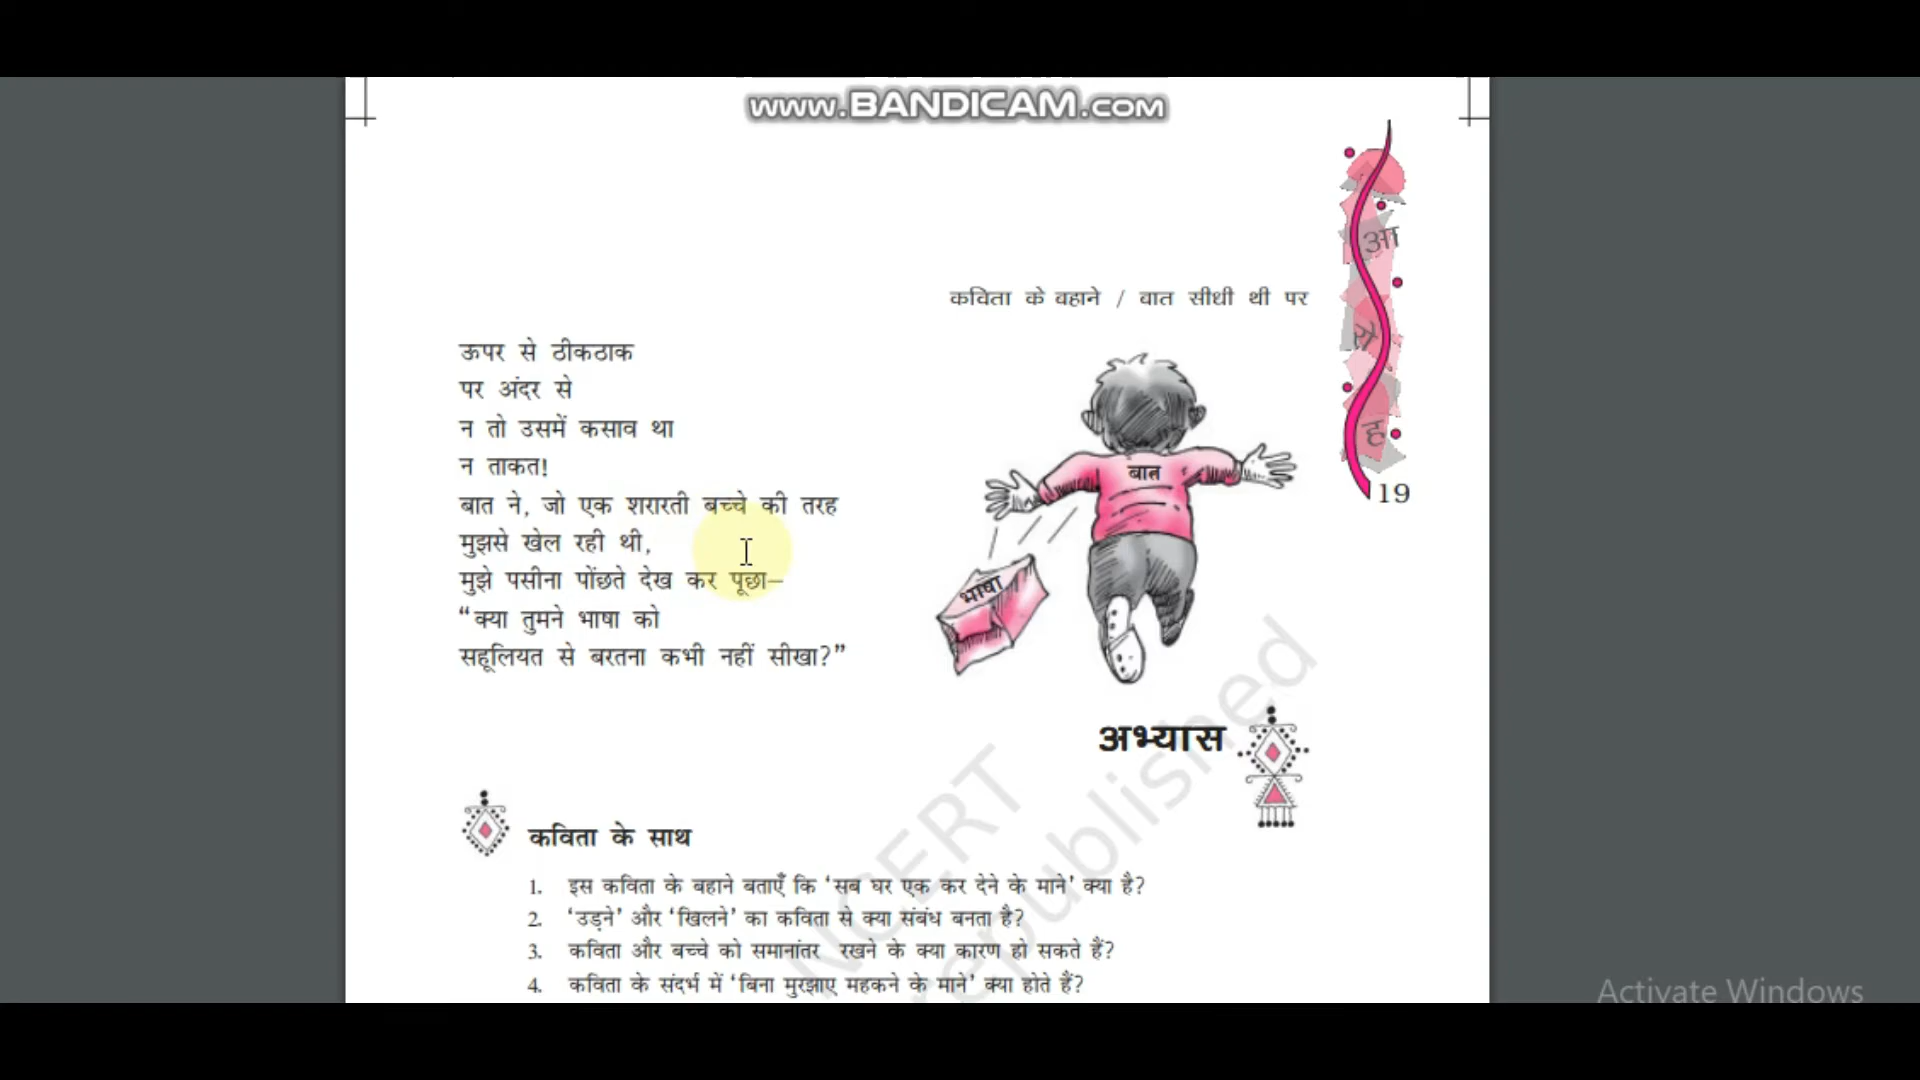 www.BANDICAM.COM
आ
रो
ह
कविता के बहाने / बात सीधी थी पर
19
ऊपर से ठीकठाक
पर अंदर से
न तो उसमें कसाव था
न ताकत!
बात ने, जो एक शरारती बच्चे की तरह
मुझसे खेल रही थी,
मुझे पसीना पोंछते देख कर पूछा–
“क्या तुमने भाषा को
सहूलियत से बरतना कभी नहीं सीखा?”
बात
भाषा
अभ्यास
कविता के साथ
1. इस कविता के बहाने बताएँ कि ‘सब घर एक कर देने के माने’ क्या है?
2. ‘उड़ने’ और ‘खिलने’ का कविता से क्या संबंध बनता है?
3. कविता और बच्चे को समानांतर रखने के क्या कारण हो सकते हैं?
4. कविता के संदर्भ में ‘बिना मुरझाए महकने के माने’ क्या होते हैं?
NCERT
republished
Activate Windows